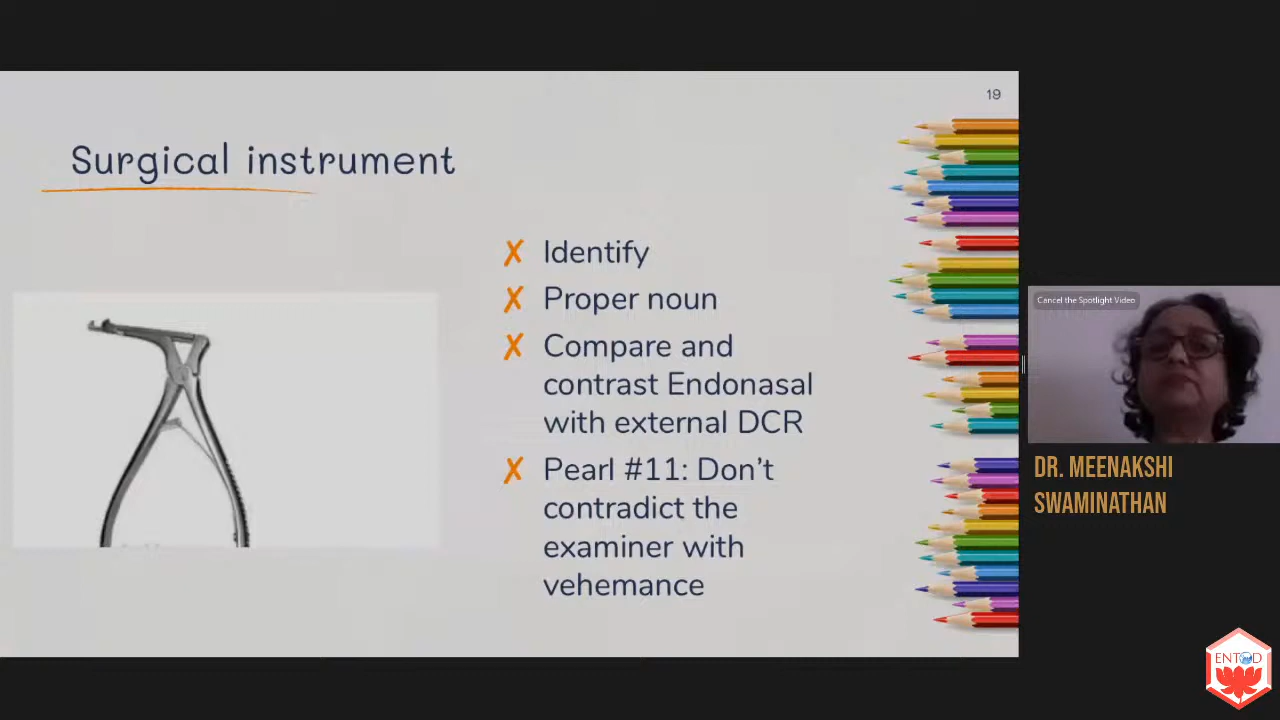 19
Surgical instrument
✗ Identify
✗ Proper noun
✗ Compare and
contrast Endonasal
with external DCR
✗ Pearl #11: Don’t
contradict the
examiner with
vehemance
Cancel the Spotlight Video
DR. MEENAKSHI
SWAMINATHAN
ENTOD